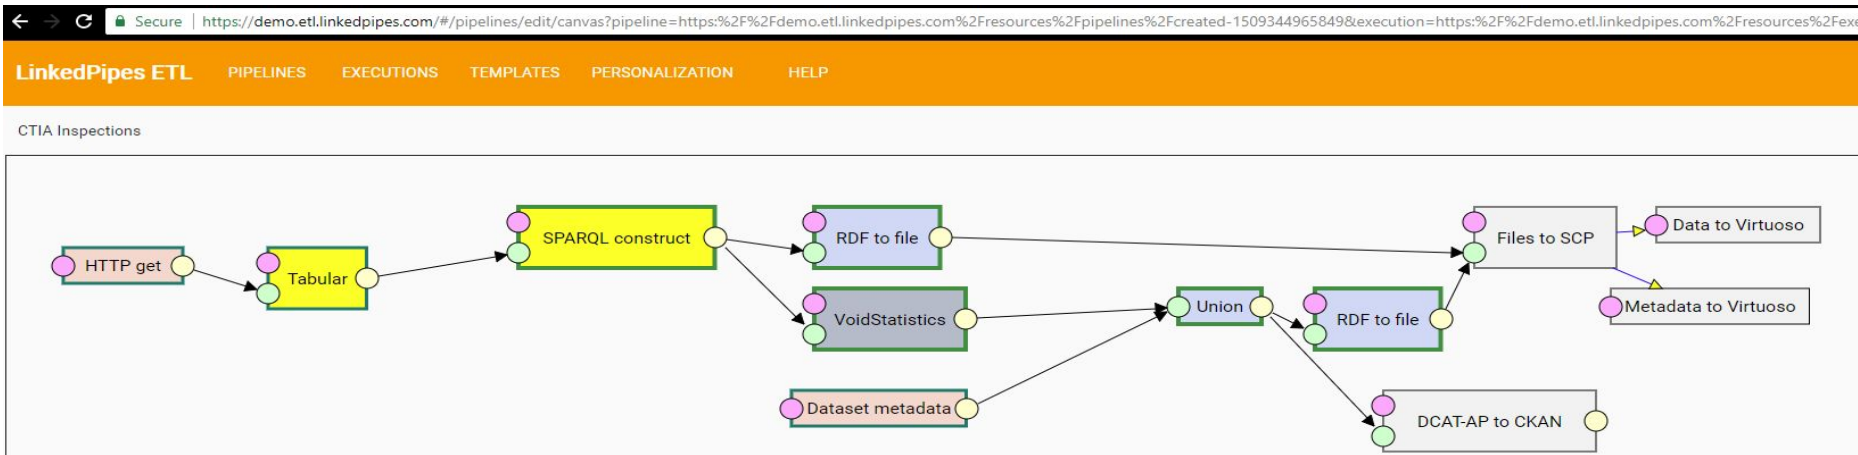 Secure | https://demo.etl.linkedpipes.com/#/pipelines/edit/canvas?pipeline=https:%2F%2Fdemo.etl.linkedpipes.com%2Fresources%2Fpipelines%2Fcreated-1509344965849&execution=https:%2F%2Fdemo.etl.linkedpipes.com%2Fresources%2Fexe
LinkedPipes ETL PIPELINES EXECUTIONS TEMPLATES PERSONALIZATION HELP
CTIA Inspections
HTTP get
Tabular
SPARQL construct
RDF to file
VoidStatistics
Dataset metadata
Union
RDF to file
Files to SCP
Data to Virtuoso
Metadata to Virtuoso
DCAT-AP to CKAN